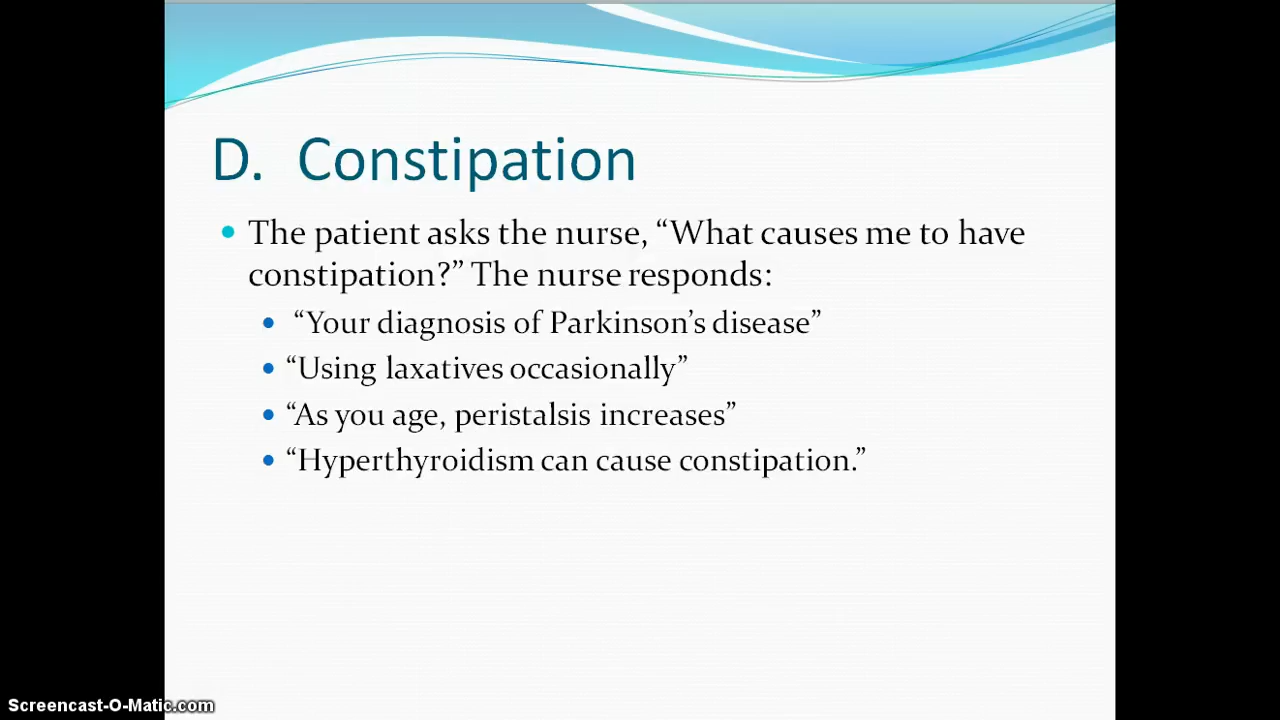 D. Constipation
• The patient asks the nurse, “What causes me to have
constipation?” The nurse responds:
• “Your diagnosis of Parkinson’s disease”
• “Using laxatives occasionally”
• “As you age, peristalsis increases”
• “Hyperthyroidism can cause constipation.”
Screencast-O-Matic.com